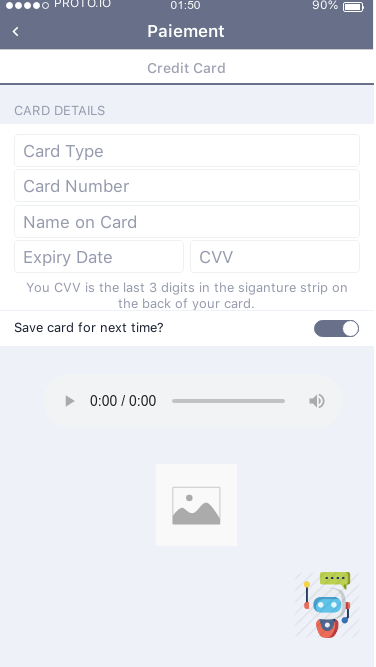 PROTO.IO 01:50 90%
Paiement
Credit Card
CARD DETAILS
Card Type
Card Number
Name on Card
Expiry Date CVV
You CVV is the last 3 digits in the siganture strip on
the back of your card.
Save card for next time?
0:00 / 0:00